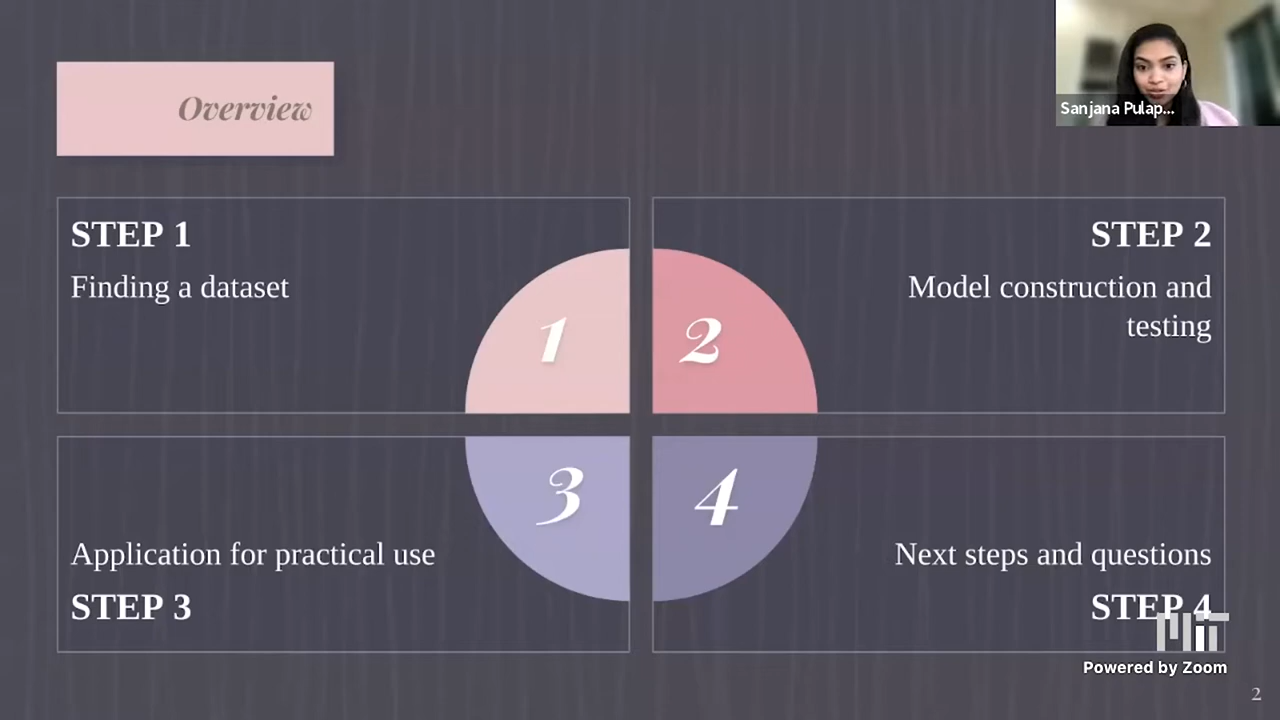 Overview
Sanjana Pulap...
STEP 1
Finding a dataset
STEP 2
Model construction and
testing
1
2
3
4
Application for practical use
STEP 3
Next steps and questions
STEP 4
MIT
Powered by Zoom
2